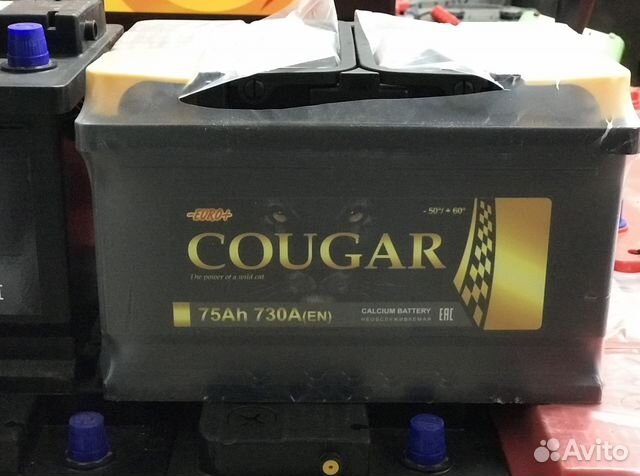 -EURO+
- 50°/ + 60°
COUGAR
The power of a wild cat
75Ah 730A(EN)
CALCIUM BATTERY
НЕОБСЛУЖИВАЕМАЯ
EAC
Avito